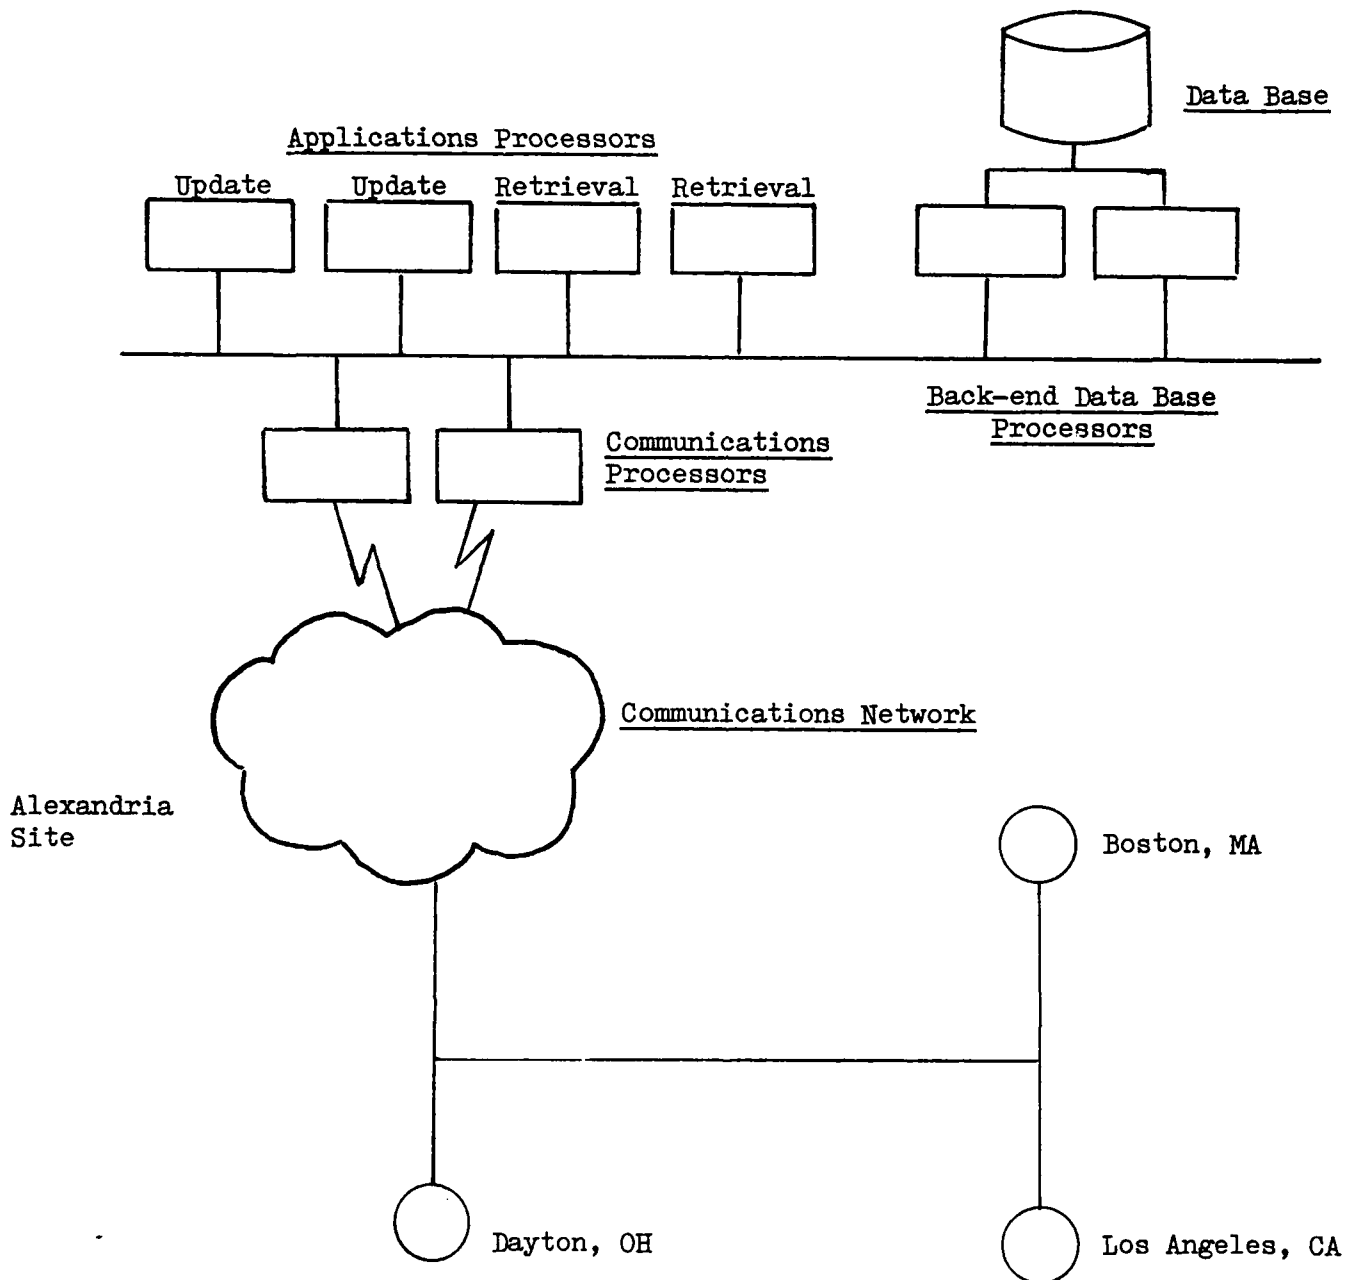 Data Base
Applications Processors
Update
Update
Retrieval
Retrieval
Back-end Data Base
Processors
Communications
Processors
Communications Network
Alexandria
Site
Boston, MA
Dayton, OH
Los Angeles, CA